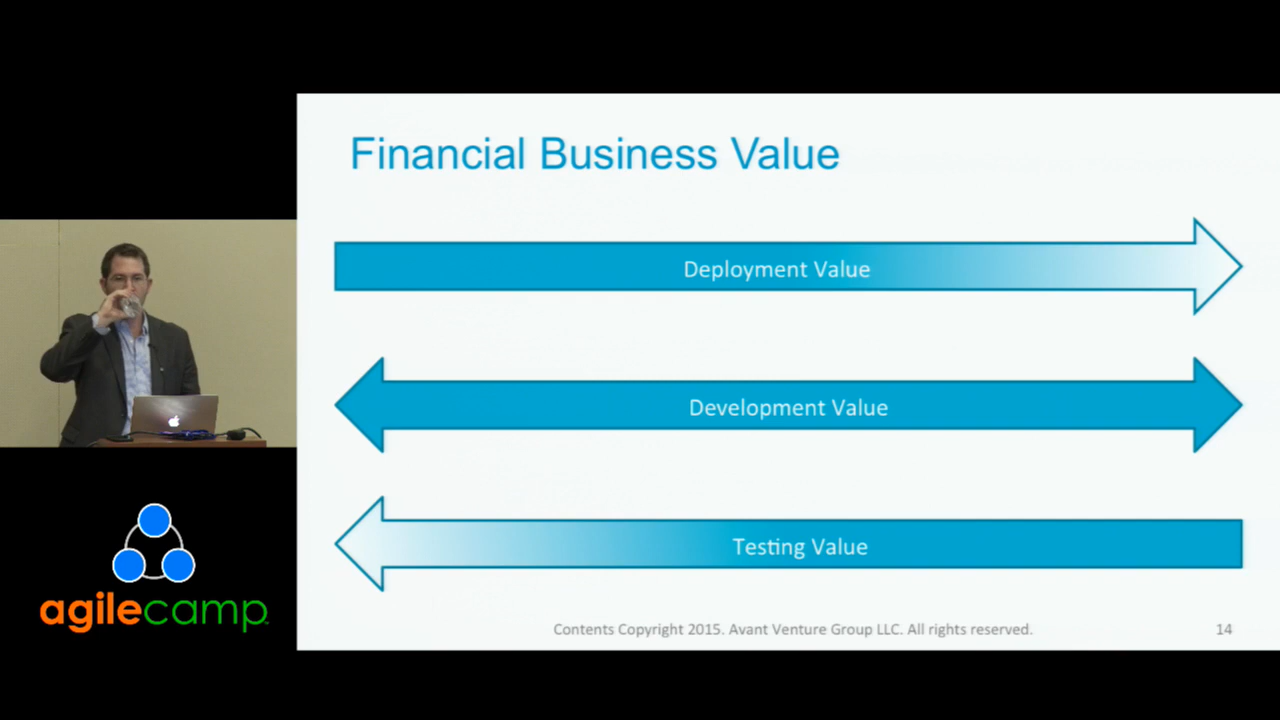 Financial Business Value
Deployment Value
Development Value
Testing Value
Contents Copyright 2015. Avant Venture Group LLC. All rights reserved.
14
agilecamp